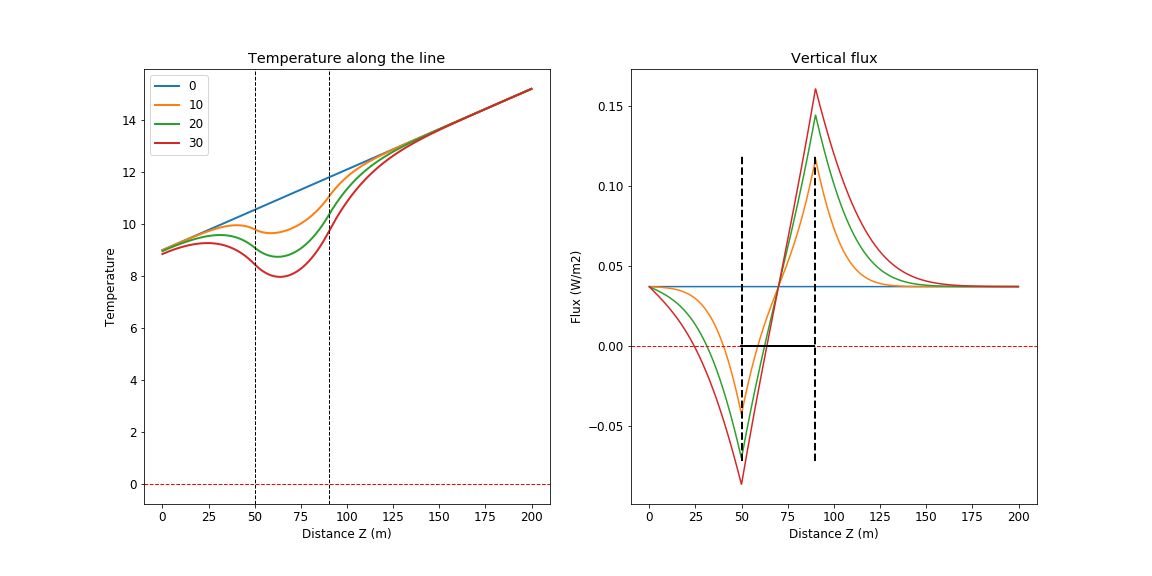 Temperature along the line
0
10
20
30
14
12
10
8
6
4
2
0
Temperature
0 25 50 75 100 125 150 175 200
Distance Z (m)
Vertical flux
0.15
0.10
0.05
0.00
−0.05
Flux (W/m2)
0 25 50 75 100 125 150 175 200
Distance Z (m)